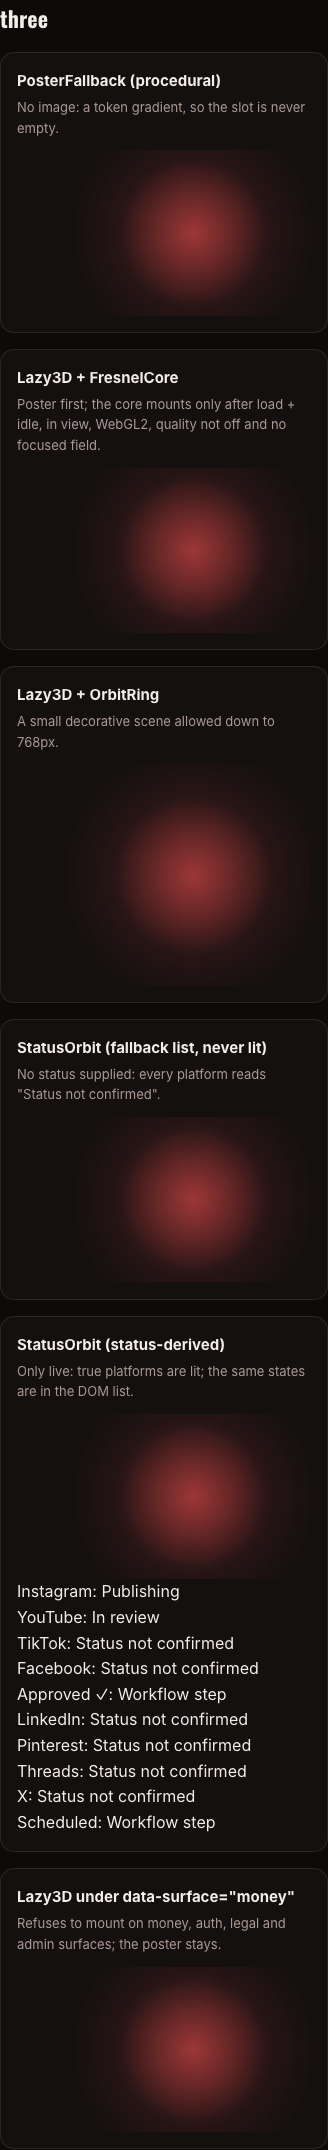 three
PosterFallback (procedural)
No image: a token gradient, so the slot is never
empty.
Lazy3D + FresnelCore
Poster first; the core mounts only after load +
idle, in view, WebGL2, quality not off and no
focused field.
Lazy3D + OrbitRing
A small decorative scene allowed down to
768px.
StatusOrbit (fallback list, never lit)
No status supplied: every platform reads
"Status not confirmed".
StatusOrbit (status-derived)
Only live: true platforms are lit; the same states
are in the DOM list.
Instagram: Publishing
YouTube: In review
TikTok: Status not confirmed
Facebook: Status not confirmed
Approved ✓: Workflow step
LinkedIn: Status not confirmed
Pinterest: Status not confirmed
Threads: Status not confirmed
X: Status not confirmed
Scheduled: Workflow step
Lazy3D under data-surface="money"
Refuses to mount on money, auth, legal and
admin surfaces; the poster stays.